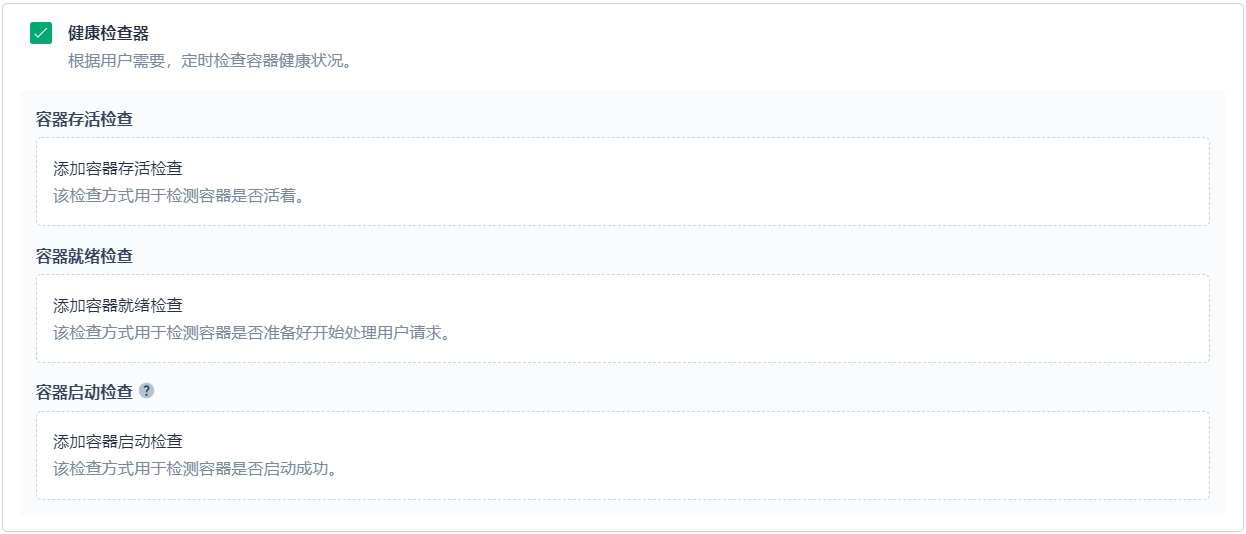 健康检查器
根据用户需要，定时检查容器健康状况。
容器存活检查
添加容器存活检查
该检查方式用于检测容器是否活着。
容器就绪检查
添加容器就绪检查
该检查方式用于检测容器是否准备好开始处理用户请求。
容器启动检查 ?
添加容器启动检查
该检查方式用于检测容器是否启动成功。